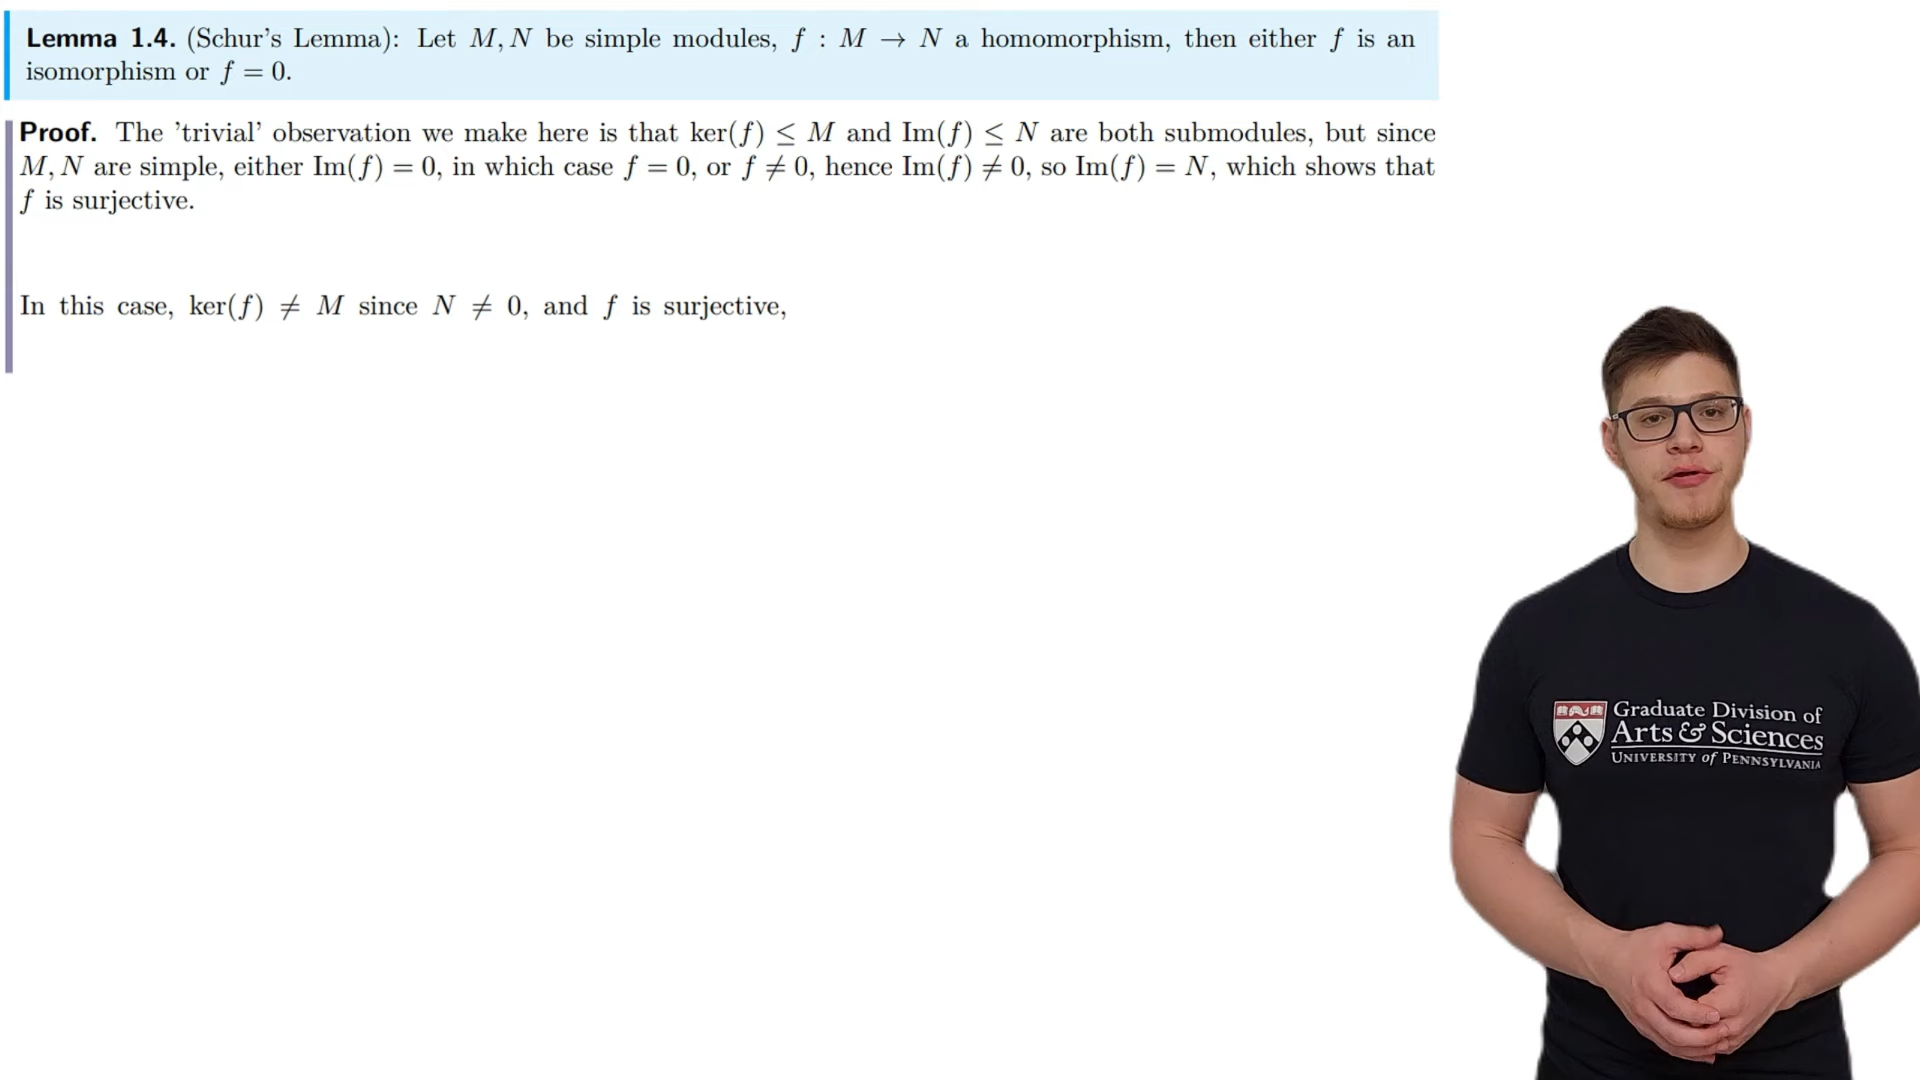 Lemma 1.4. (Schur's Lemma): Let M, N be simple modules, f : M → N a homomorphism, then either f is an
isomorphism or f = 0.
Proof. The 'trivial' observation we make here is that ker(f) ≤ M and Im(f) ≤ N are both submodules, but since
M, N are simple, either Im(f) = 0, in which case f = 0, or f ≠ 0, hence Im(f) ≠ 0, so Im(f) = N, which shows that
f is surjective.
In this case, ker(f) ≠ M since N ≠ 0, and f is surjective,
Graduate Division of
Arts & Sciences
UNIVERSITY of PENNSYLVANIA